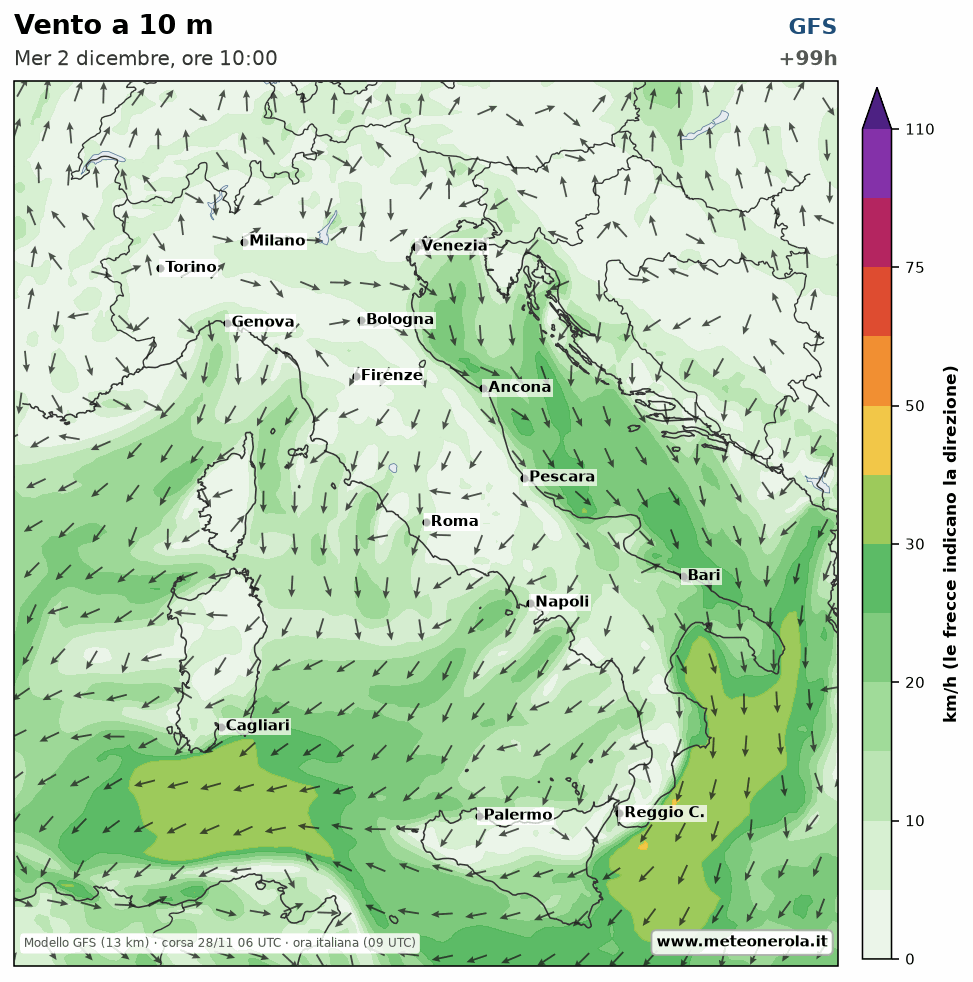 Vento a 10 m
GFS
Mer 2 dicembre, ore 10:00
+99h
110
Milano
Venezia
Torino
75
Bologna
Genova
Firenze
Ancona
50
Pescara
Roma
30
Bari
Napoli
20
Cagliari
Palermo
Reggio C.
10
km/h (le frecce indicano la direzione)
Modello GFS (13 km) · corsa 28/11 06 UTC · ora italiana (09 UTC)
www.meteonerola.it
0